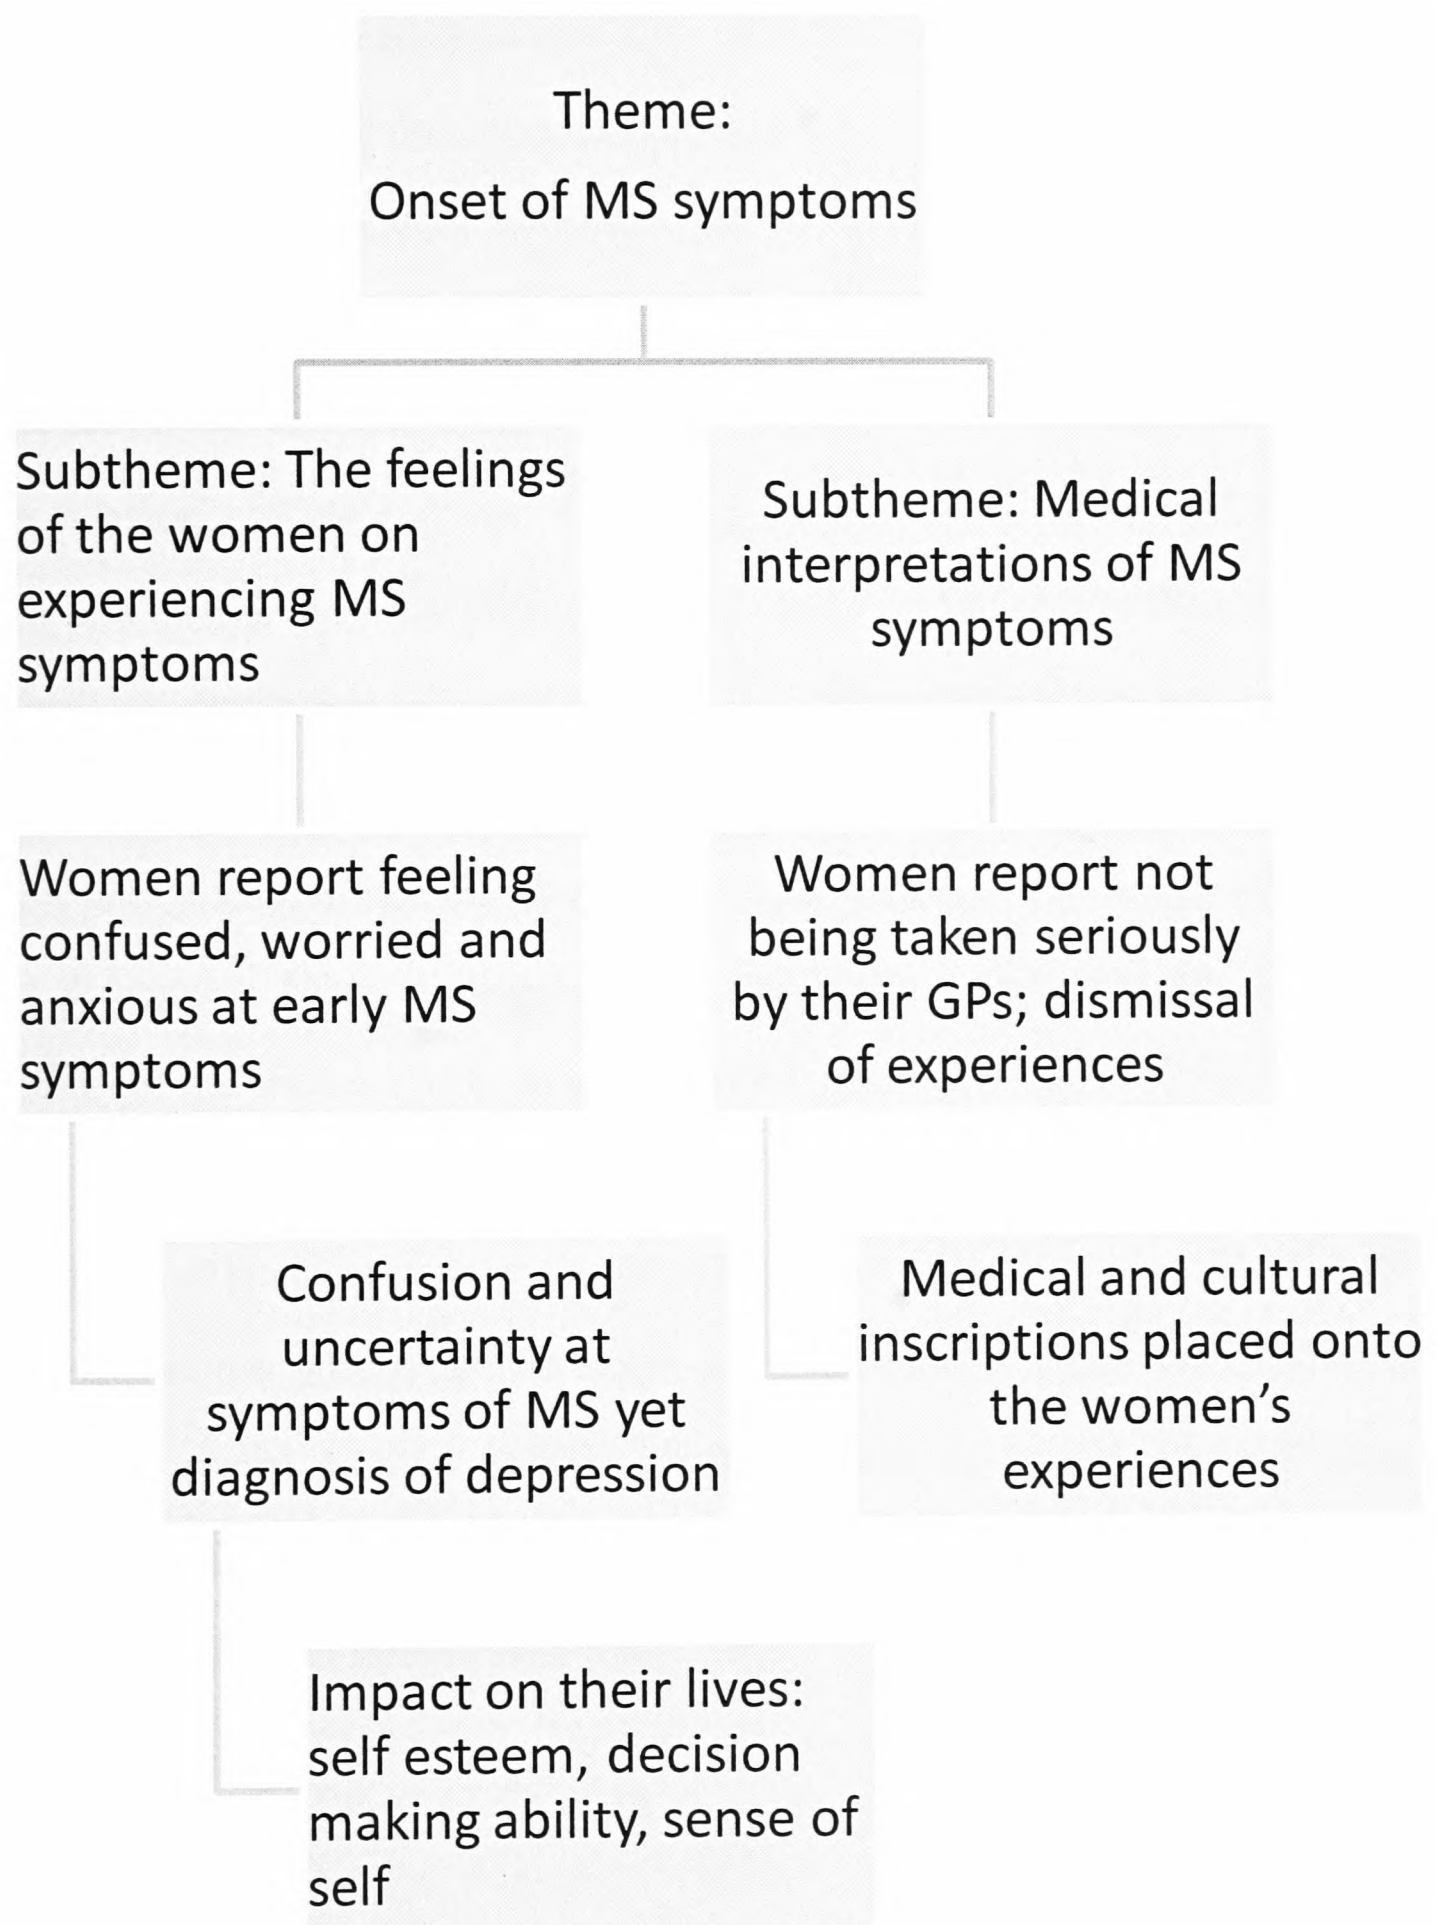 Theme:
Onset of MS symptoms
Subtheme: The feelings
of the women on
experiencing MS
symptoms
Subtheme: Medical
interpretations of MS
symptoms
Women report feeling
confused, worried and
anxious at early MS
symptoms
Women report not
being taken seriously
by their GPs; dismissal
of experiences
Confusion and
uncertainty at
symptoms of MS yet
diagnosis of depression
Medical and cultural
inscriptions placed onto
the women’s
experiences
Impact on their lives:
self esteem, decision
making ability, sense of
self